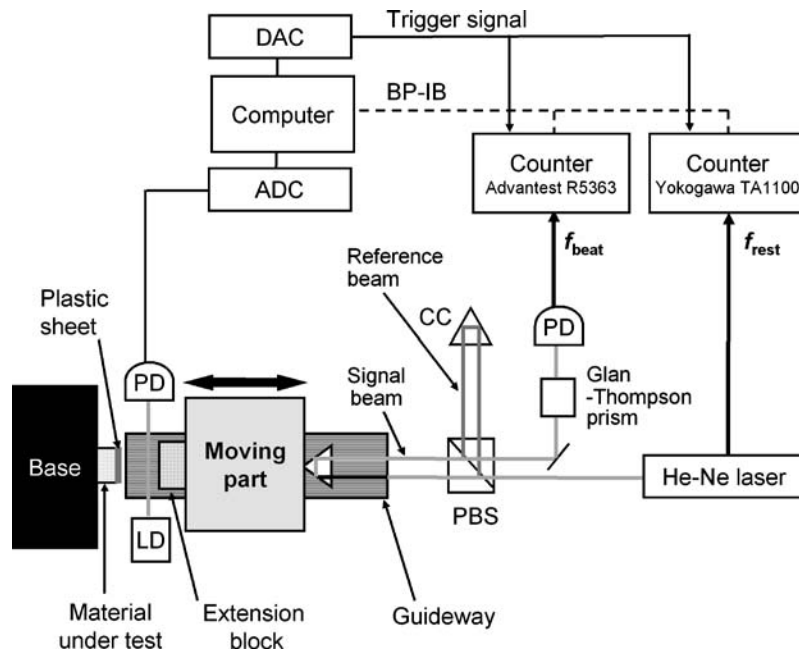 DAC
Trigger signal
BP-IB
Computer
Counter
Advantest R5363
Counter
Yokogawa TA1100
ADC
f beat
f rest
Reference
beam
Plastic
sheet
CC
PD
PD
Signal
beam
Glan
-Thompson
prism
Base
Moving
part
He-Ne laser
LD
PBS
Material
under test
Extension
block
Guideway